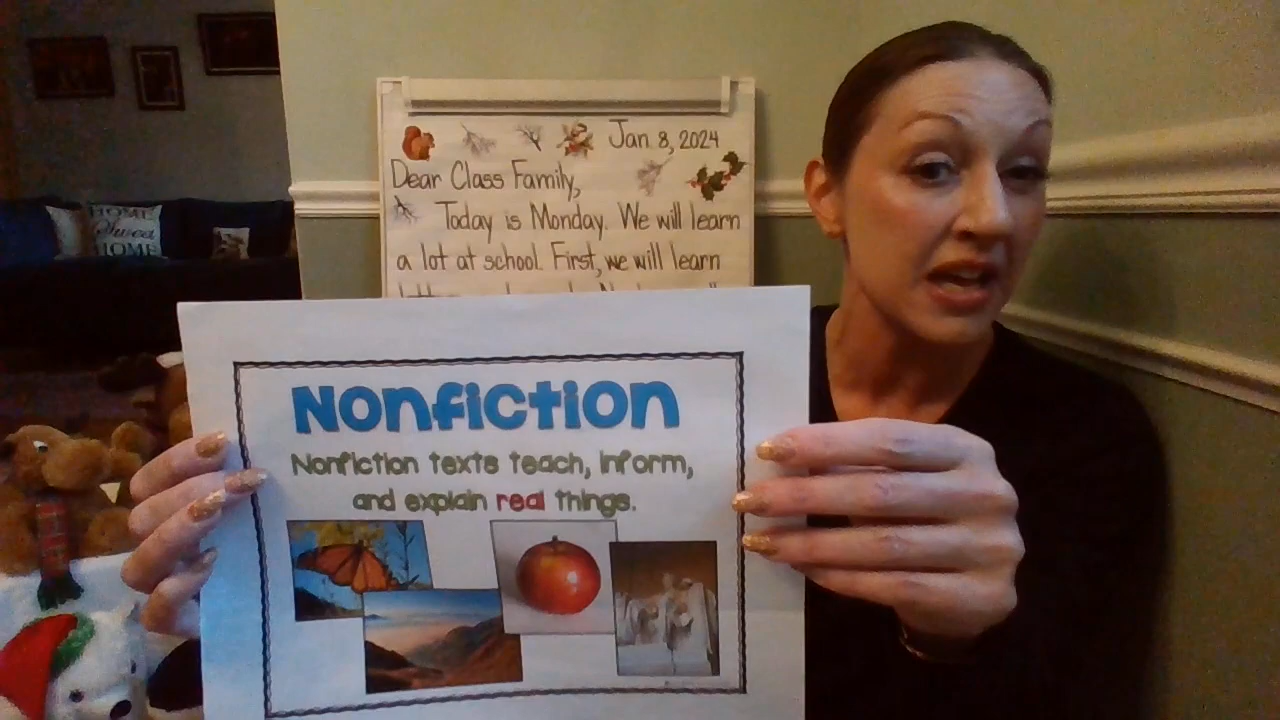 Jan 8, 2024
Dear Class Family,
Today is Monday. We will learn
a lot at school. First, we will learn
HOME
Sweet
HOME
Nonfiction
Nonfiction texts teach, inform,
and explain real things.